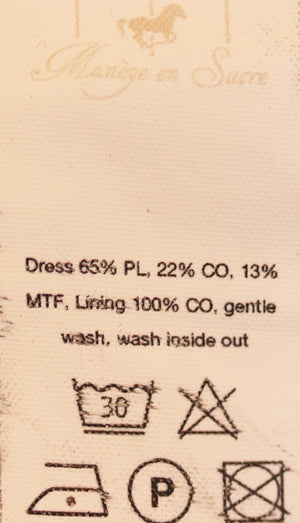 Manège en Sucre
Dress 65% PL, 22% CO, 13%
MTF, Lining 100% CO, gentle
wash, wash inside out
30
P